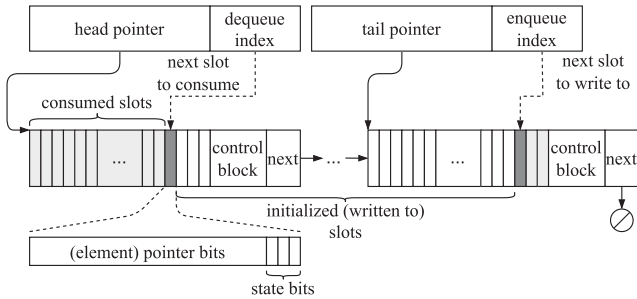 head pointer
dequeue
index
tail pointer
enqueue
index
next slot
to consume
next slot
to write to
consumed slots
...
control
block
next
...
...
control
block
next
initialized (written to)
slots
(element) pointer bits
state bits